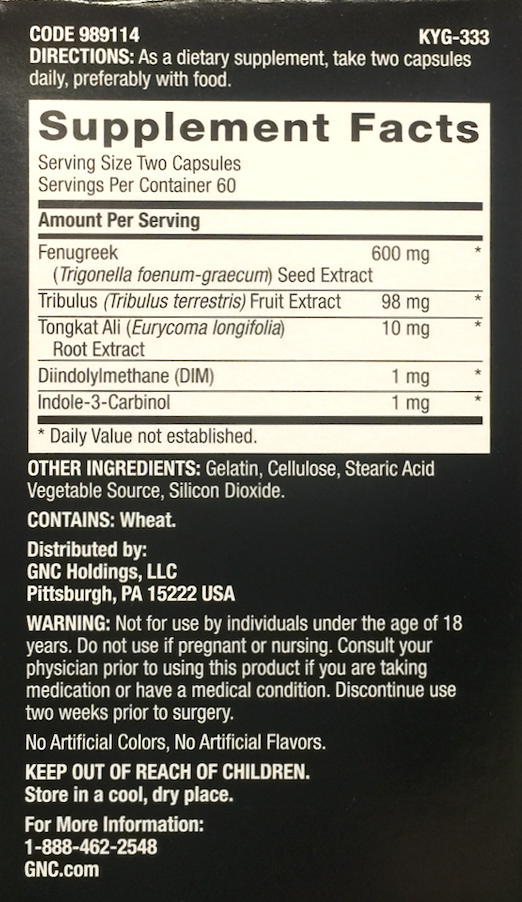 CODE 989114 KYG-333
DIRECTIONS: As a dietary supplement, take two capsules
daily, preferably with food.
Supplement Facts
Serving Size Two Capsules
Servings Per Container 60
Amount Per Serving
Fenugreek 600 mg *
(Trigonella foenum-graecum) Seed Extract
Tribulus (Tribulus terrestris) Fruit Extract 98 mg *
Tongkat Ali (Eurycoma longifolia) 10 mg *
Root Extract
Diindolylmethane (DIM) 1 mg *
Indole-3-Carbinol 1 mg *
* Daily Value not established.
OTHER INGREDIENTS: Gelatin, Cellulose, Stearic Acid
Vegetable Source, Silicon Dioxide.
CONTAINS: Wheat.
Distributed by:
GNC Holdings, LLC
Pittsburgh, PA 15222 USA
WARNING: Not for use by individuals under the age of 18
years. Do not use if pregnant or nursing. Consult your
physician prior to using this product if you are taking
medication or have a medical condition. Discontinue use
two weeks prior to surgery.
No Artificial Colors, No Artificial Flavors.
KEEP OUT OF REACH OF CHILDREN.
Store in a cool, dry place.
For More Information:
1-888-462-2548
GNC.com